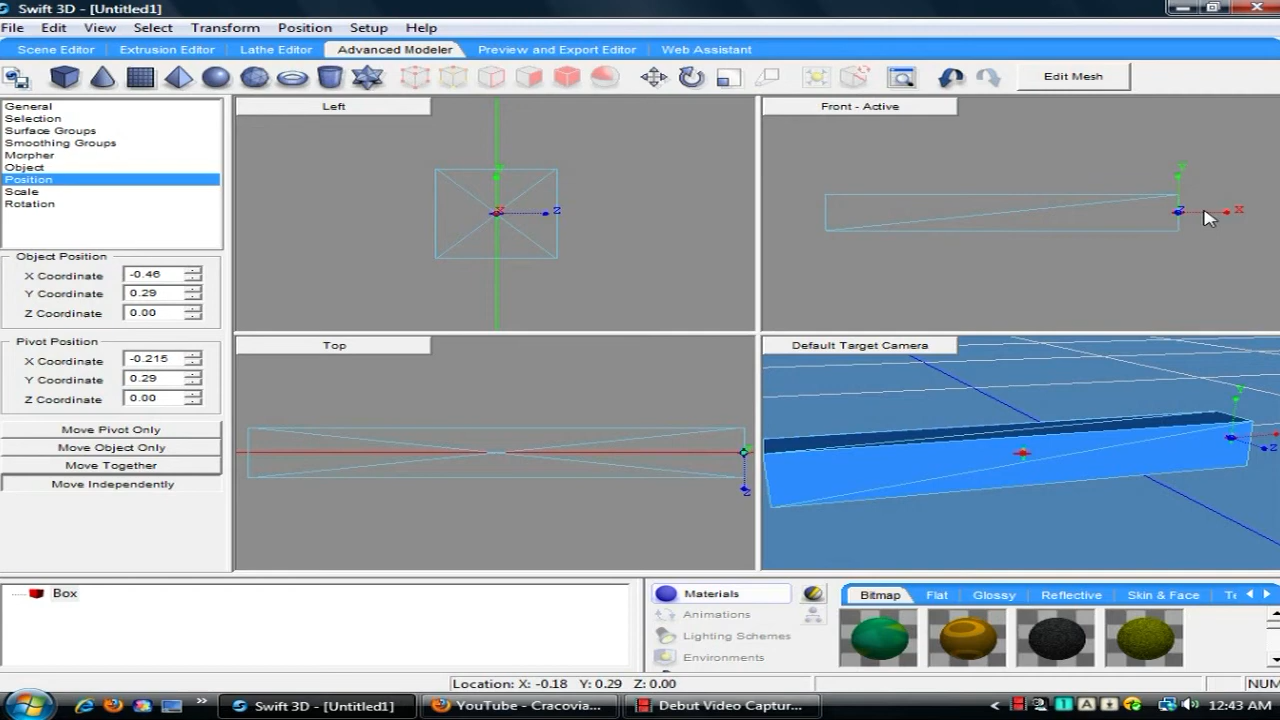 Swift 3D - [Untitled1]
File Edit View Select Transform Position Setup Help
Scene Editor Extrusion Editor Lathe Editor Advanced Modeler Preview and Export Editor Web Assistant
Edit Mesh
General
Selection
Surface Groups
Smoothing Groups
Morpher
Object
Position
Scale
Rotation
Object Position
X Coordinate -0.46
Y Coordinate 0.29
Z Coordinate 0.00
Pivot Position
X Coordinate -0.215
Y Coordinate 0.29
Z Coordinate 0.00
Move Pivot Only
Move Object Only
Move Together
Move Independently
Left
Y
X
Z
Front - Active
Y
Z
X
Top
Z
Default Target Camera
Y
Z
Box
Materials
Animations
Lighting Schemes
Environments
Bitmap Flat Glossy Reflective Skin & Face
Location: X: -0.18 Y: 0.29 Z: 0.00
NUM
Swift 3D - [Untitled1]
YouTube - Cracovia...
Debut Video Captur...
12:43 AM